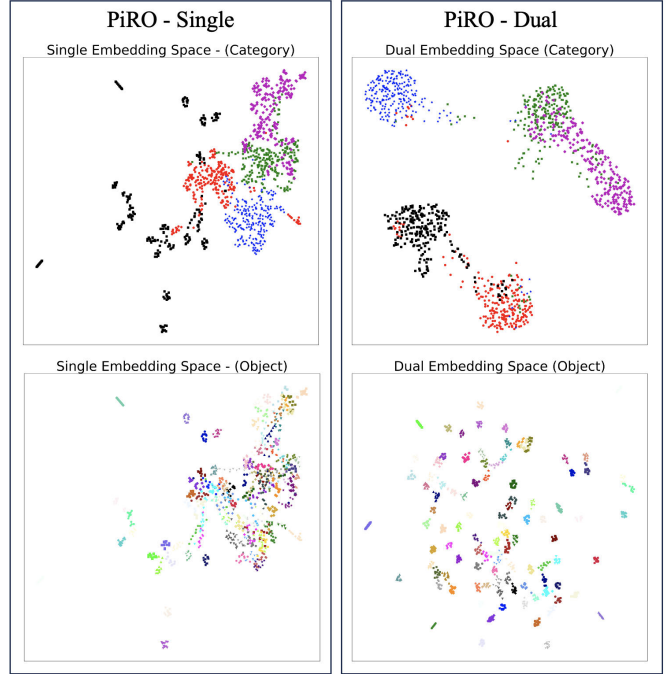 PiRO - Single
Single Embedding Space - (Category)
Single Embedding Space - (Object)
PiRO - Dual
Dual Embedding Space (Category)
Dual Embedding Space (Object)